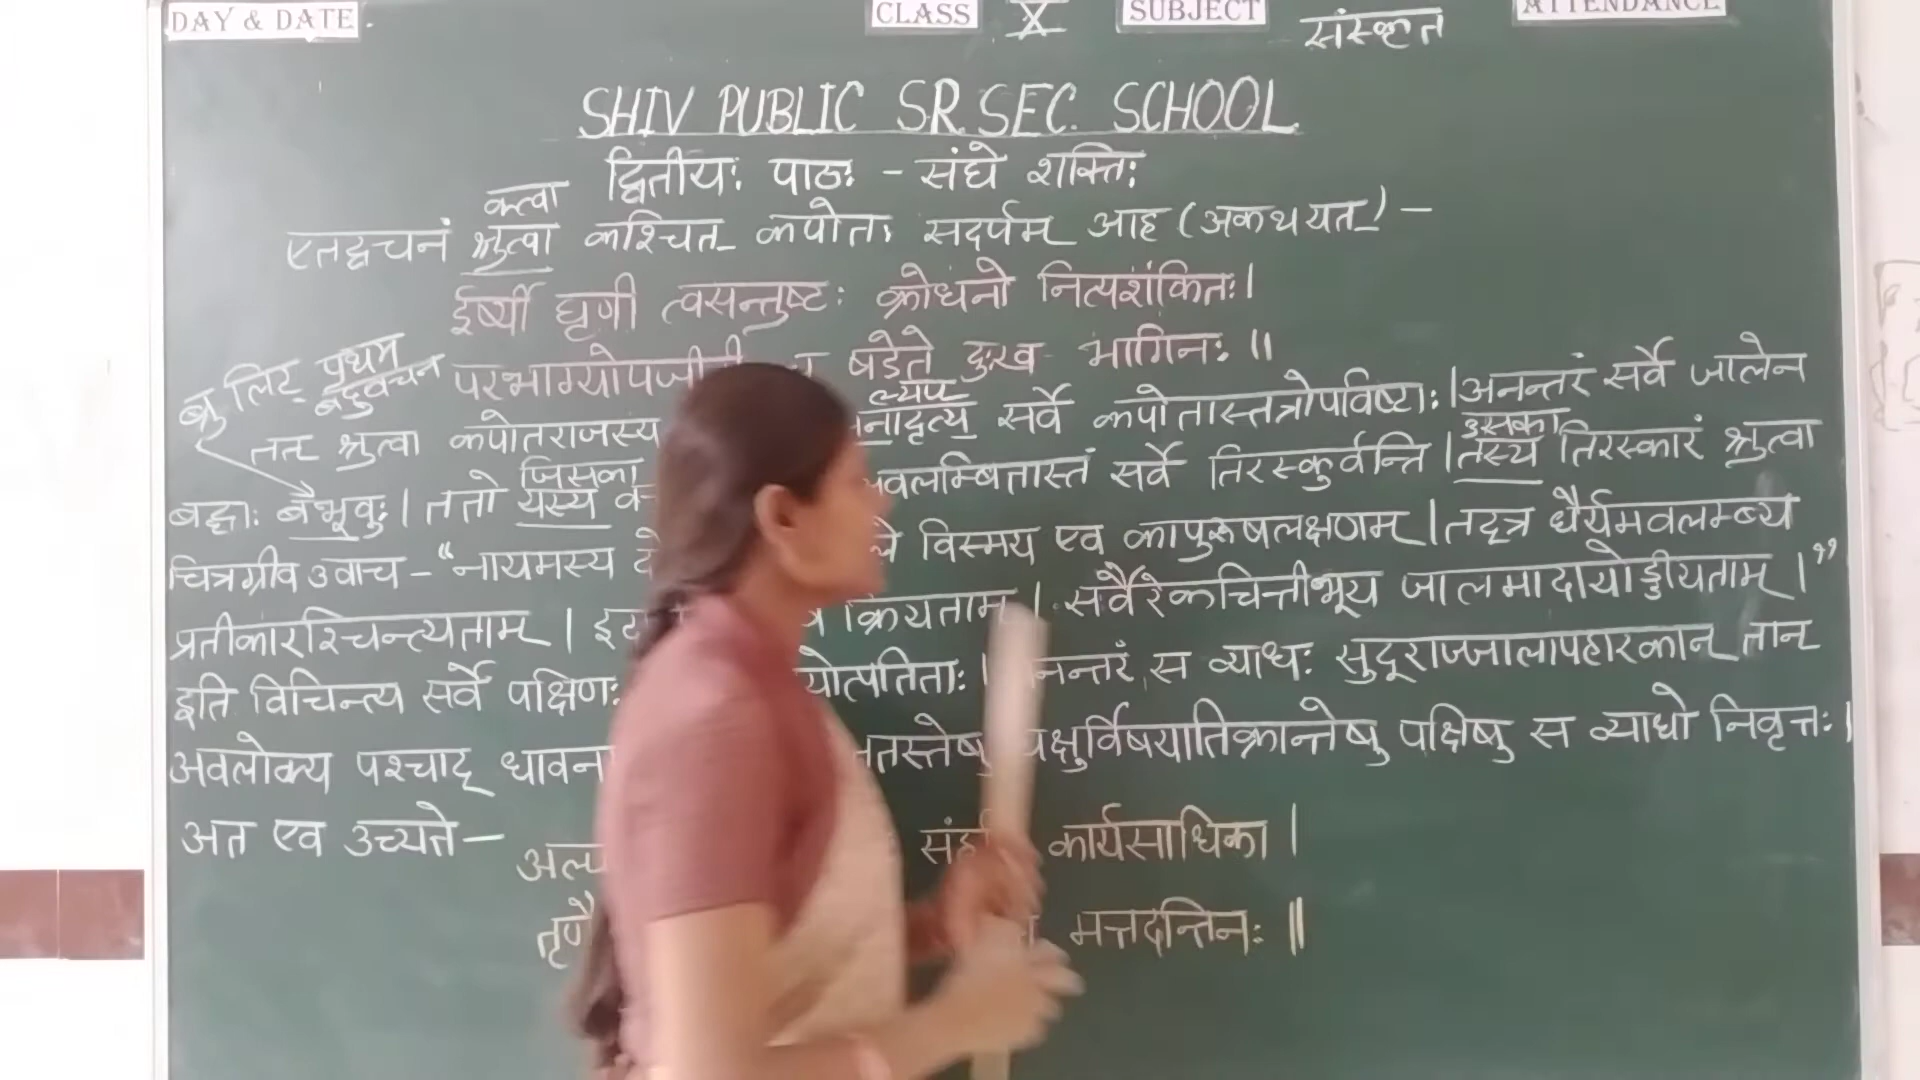 DAY & DATE
CLASS X SUBJECT संस्कृत ATTENDANCE
SHIV PUBLIC SR. SEC. SCHOOL
द्वितीयः पाठः - संघे शक्तिः
क्त्वा
एतद्वचनं श्रुत्वा कश्चित् कपोतः सदर्पम् आह (अकथयत्) -
ईर्ष्यी घृणी त्वसन्तुष्टः क्रोधनो नित्यशंकितः।
परभाग्योपजी षडेते दुःख भागिनः ॥
लिट् प्रथम बहुवचन
ल्यप्
तत् श्रुत्वा कपोतराजस्य नादृत्य सर्वे कपोतास्तत्रोपविष्टाः। अनन्तरं सर्वे जालेन
जिसका उसका
बद्धाः बभूवुः। ततो यस्य वलम्बितास्तं सर्वे तिरस्कुर्वन्ति। तस्य तिरस्कारं श्रुत्वा
चित्रग्रीव उवाच - "नायमस्य विस्मय एव कापुरुषलक्षणम्। तदत्र धैर्यमवलम्ब्य
प्रतीकारश्चिन्त्यताम्। क्रियताम्। सर्वैरेकचित्तीभूय जालमादायोड्डीयताम्।"
इति विचिन्त्य सर्वे पक्षिणः योत्पतिताः। नन्तरं स व्याधः सुदूराज्जालापहारकान् तान्
अवलोक्य पश्चाद् धावन ततस्तेषु चक्षुर्विषयातिक्रान्तेषु पक्षिषु स व्याधो निवृत्तः।
अत एव उच्यते -
कार्यसाधिका।
मत्तदन्तिनः ॥